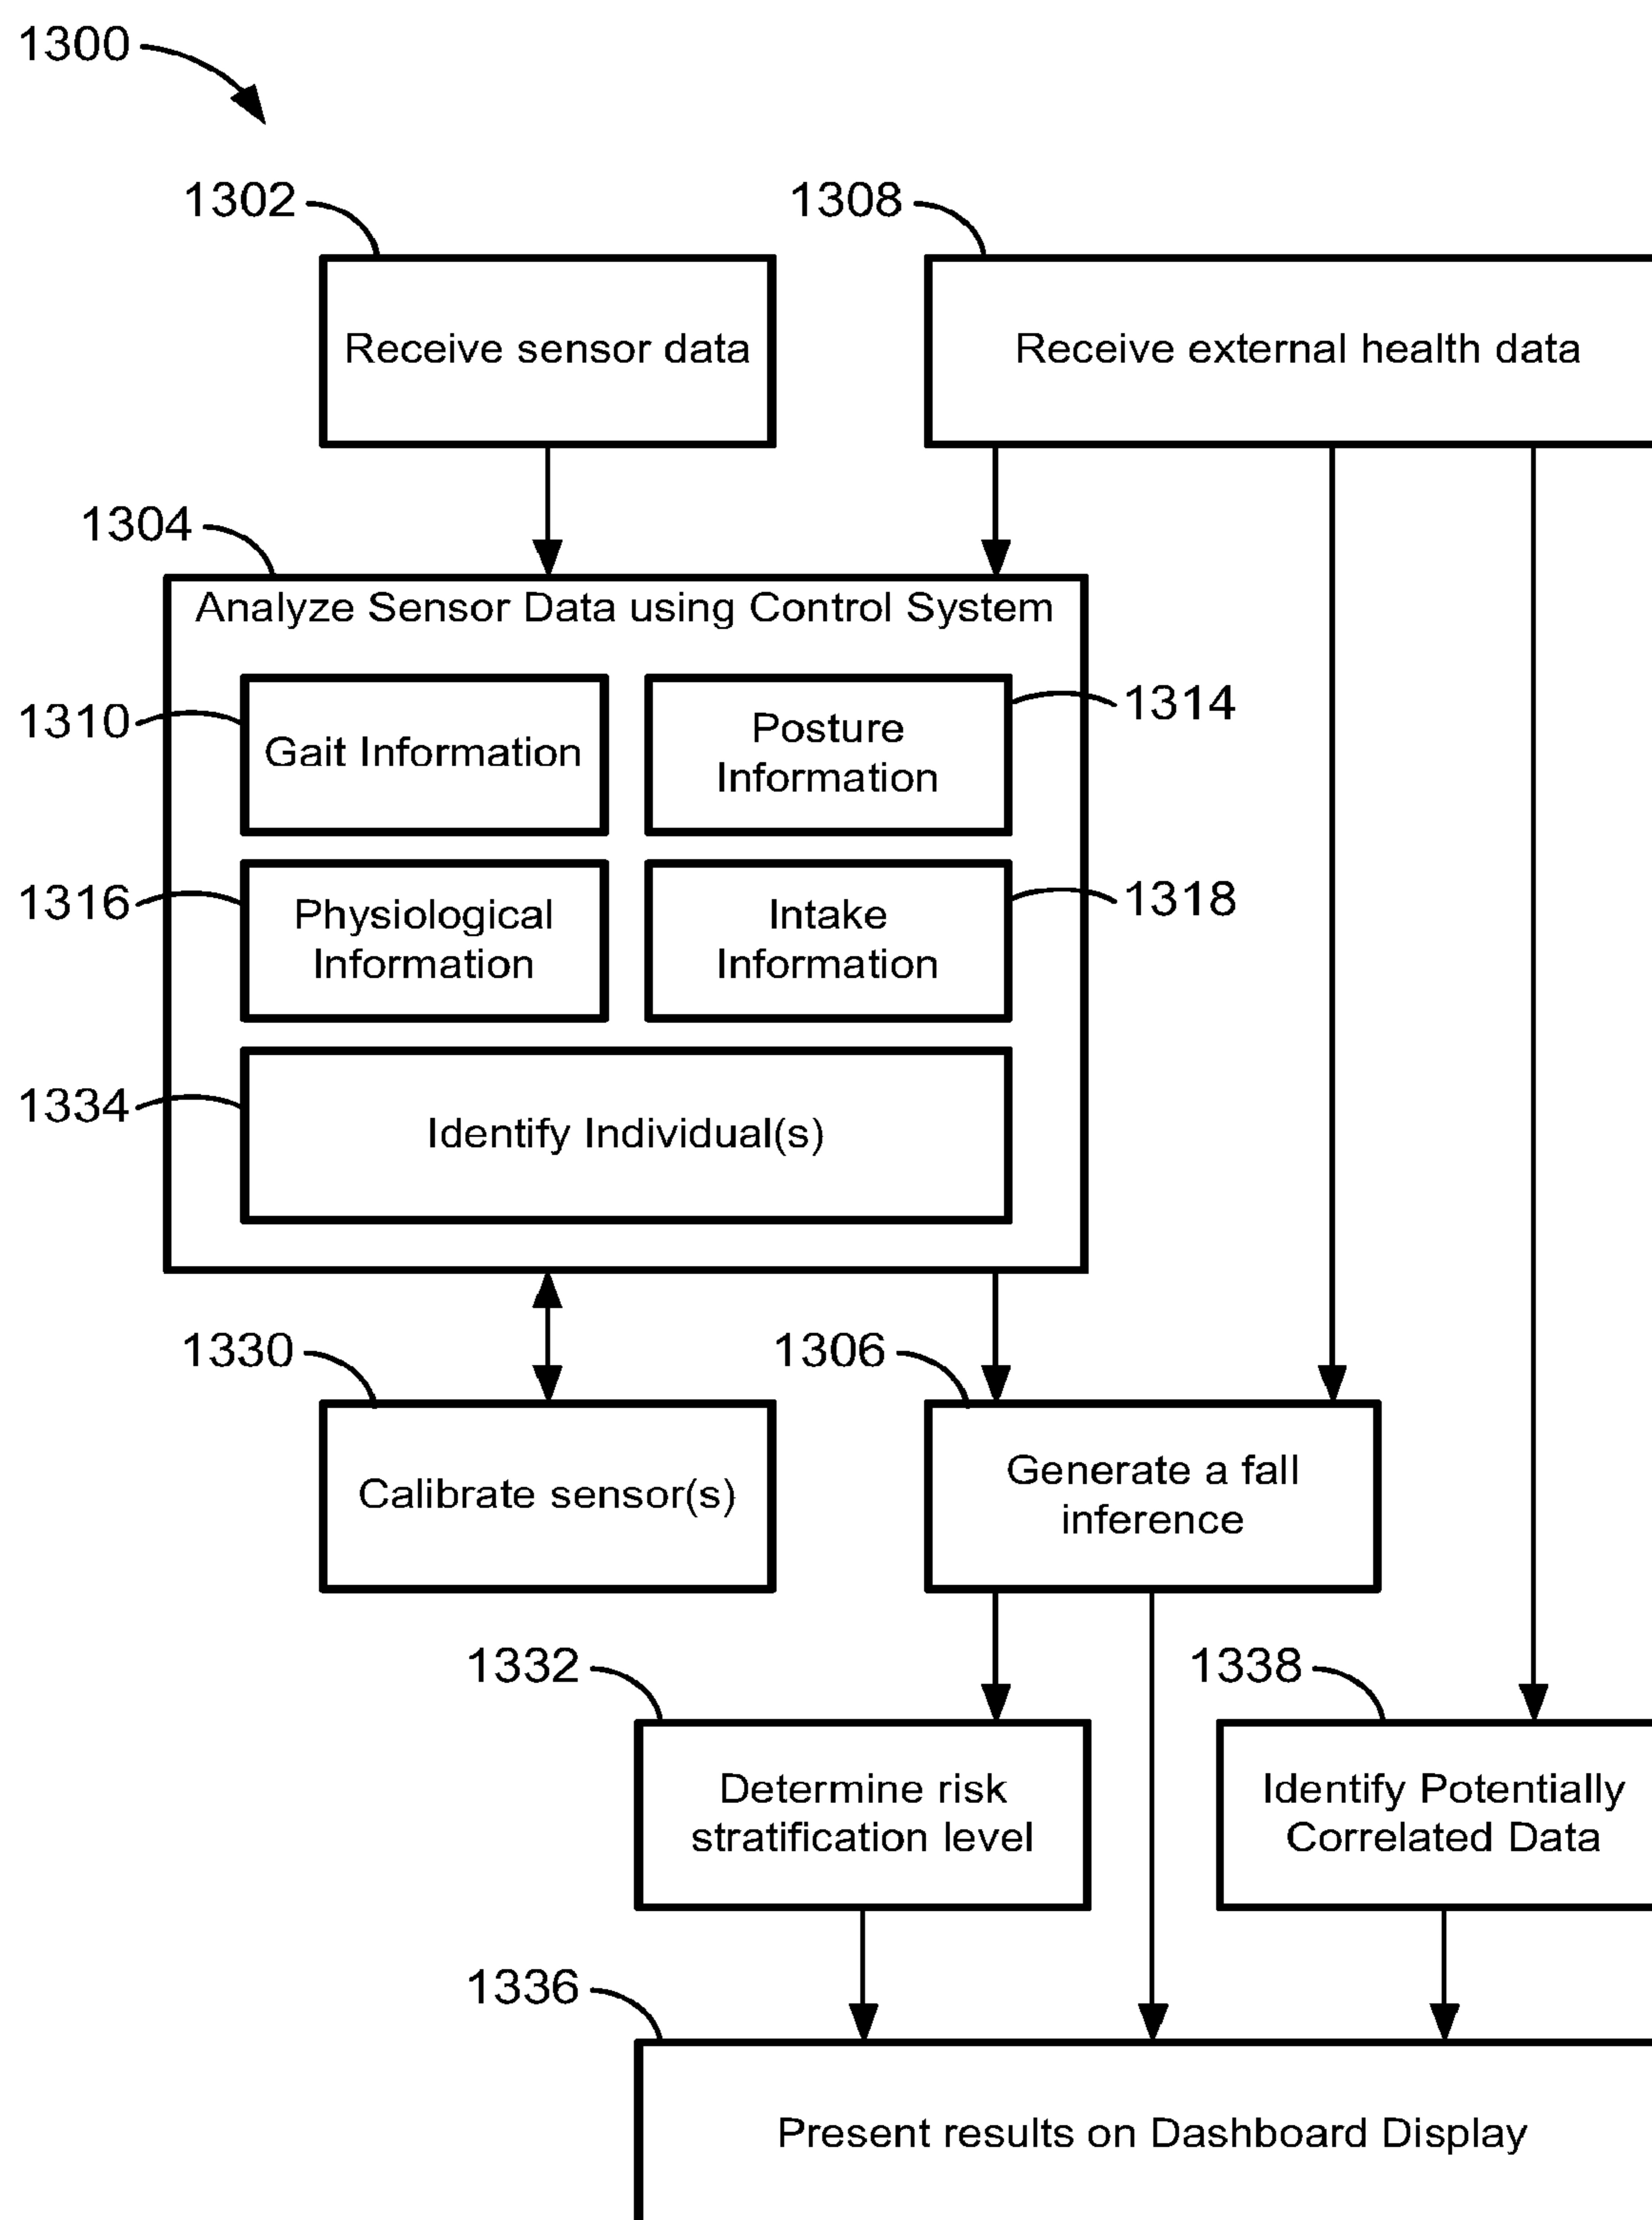 1300
1302
1308
Receive sensor data
Receive external health data
1304
Analyze Sensor Data using Control System
1310
Gait Information
Posture
Information
1314
1316
Physiological
Information
Intake
Information
1318
1334
Identify Individual(s)
1330
1306
Calibrate sensor(s)
Generate a fall
inference
1332
1338
Determine risk
stratification level
Identify Potentially
Correlated Data
1336
Present results on Dashboard Display